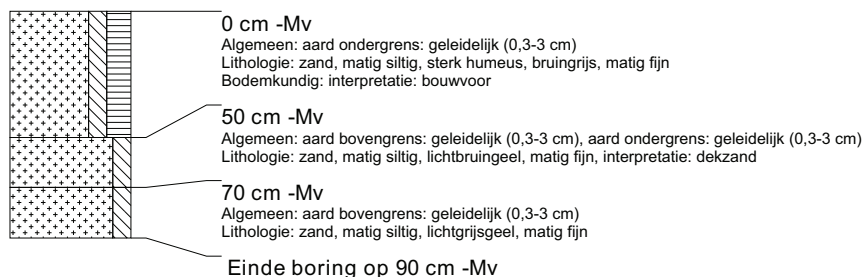 0 cm -Mv
Algemeen: aard ondergrens: geleidelijk (0,3-3 cm)
Lithologie: zand, matig siltig, sterk humeus, bruingrijs, matig fijn
Bodemkundig: interpretatie: bouwvoor
50 cm -Mv
Algemeen: aard bovengrens: geleidelijk (0,3-3 cm), aard ondergrens: geleidelijk (0,3-3 cm)
Lithologie: zand, matig siltig, lichtbruingeel, matig fijn, interpretatie: dekzand
70 cm -Mv
Algemeen: aard bovengrens: geleidelijk (0,3-3 cm)
Lithologie: zand, matig siltig, lichtgrijsgeel, matig fijn
Einde boring op 90 cm -Mv